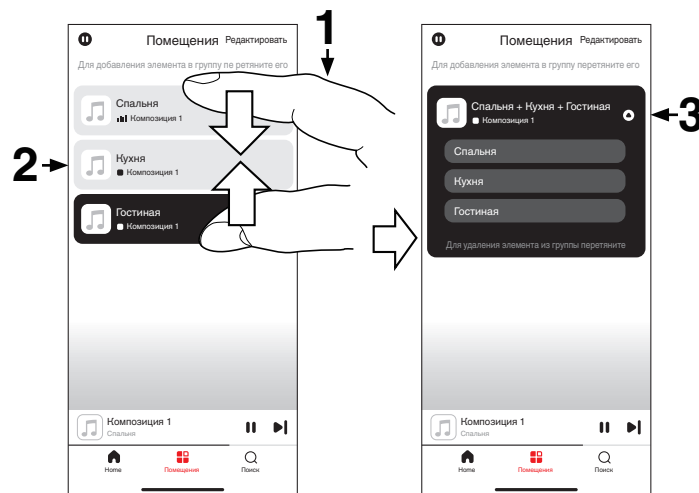 1
Помещения Редактировать
Для добавления элемента в группу пе ретяните его
Спальня
Композиция 1
2
Кухня
Композиция 1
Гостиная
Композиция 1
Композиция 1
Спальня
Home Помещения Поиск
Помещения Редактировать
Для добавления элемента в группу перетяните его
Спальня + Кухня + Гостиная
Композиция 1
3
Спальня
Кухня
Гостиная
Для удаления элемента из группы перетяните
Композиция 1
Спальня
Home Помещения Поиск